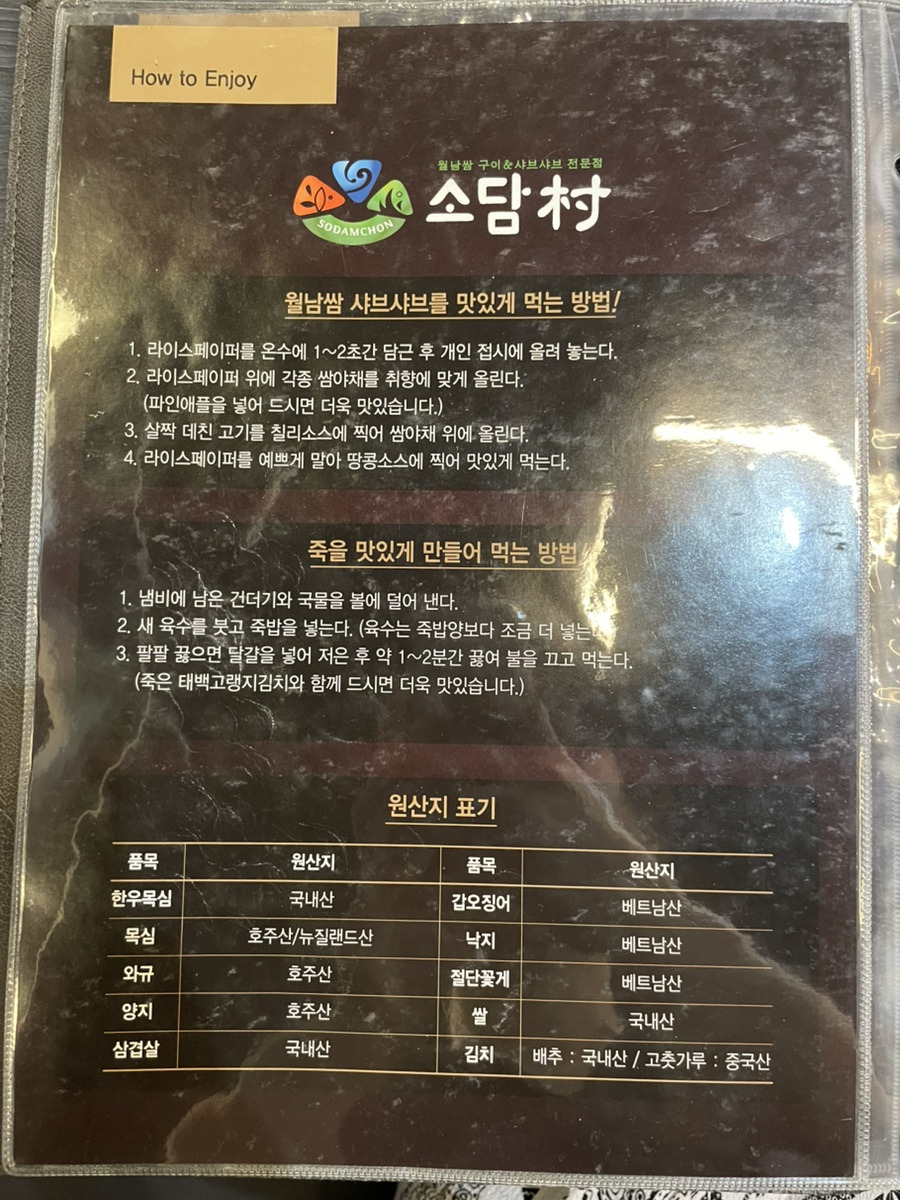 How to Enjoy
월남쌈 구이&샤브샤브 전문점
소담村
SODAMCHON
월남쌈 샤브샤브를 맛있게 먹는 방법!
1. 라이스페이퍼를 온수에 1~2초간 담근 후 개인 접시에 올려 놓는다.
2. 라이스페이퍼 위에 각종 쌈야채를 취향에 맞게 올린다.
(파인애플을 넣어 드시면 더욱 맛있습니다.)
3. 살짝 데친 고기를 칠리소스에 찍어 쌈야채 위에 올린다.
4. 라이스페이퍼를 예쁘게 말아 땅콩소스에 찍어 맛있게 먹는다.
죽을 맛있게 만들어 먹는 방법!
1. 냄비에 남은 건더기와 국물을 볼에 덜어 낸다.
2. 새 육수를 붓고 죽밥을 넣는다. (육수는 죽밥양보다 조금 더 넣는
3. 팔팔 끓으면 달걀을 넣어 저은 후 약 1~2분간 끓여 불을 끄고 먹는다.
(죽은 태백고랭지김치와 함께 드시면 더욱 맛있습니다.)
원산지 표기
품목 원산지 품목 원산지
한우목심 국내산 갑오징어 베트남산
목심 호주산/뉴질랜드산 낙지 베트남산
와규 호주산 절단꽃게 베트남산
양지 호주산 쌀 국내산
삼겹살 국내산 김치 배추 : 국내산 / 고춧가루 : 중국산